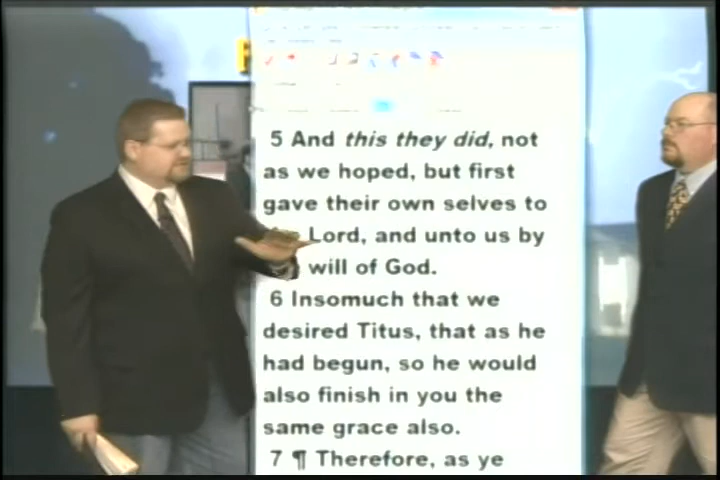 5 And this they did, not
as we hoped, but first
gave their own selves to
Lord, and unto us by
will of God.
6 Insomuch that we
desired Titus, that as he
had begun, so he would
also finish in you the
same grace also.
7 ¶ Therefore, as ye